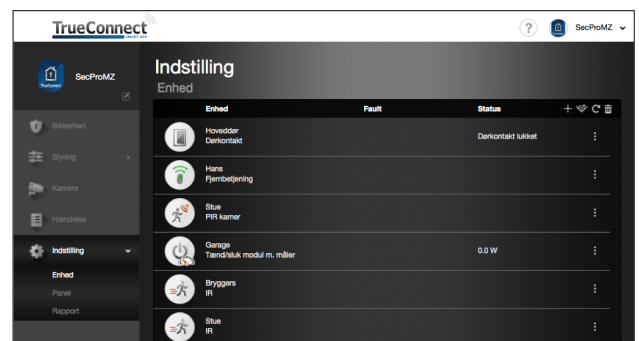 TrueConnect
SMART APP
? SecProMZ
TrueConnect
SecProMZ
Sikkerhed
Styring
Kamera
Hændelse
Indstilling
Enhed
Panel
Rapport
Indstilling
Enhed
Enhed Fault Status
Hoveddør
Dørkontakt Dørkontakt lukket
Hans
Fjernbetjening
Stue
PIR kamer
Garage
Tænd/sluk modul m. måler 0.0 W
Bryggers
IR
Stue
IR